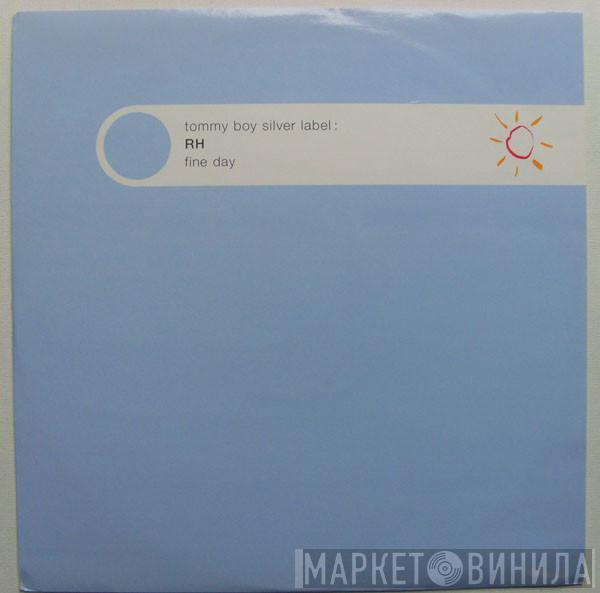 tommy boy silver label:
RH
fine day
МАРКЕТ ВИНИЛА